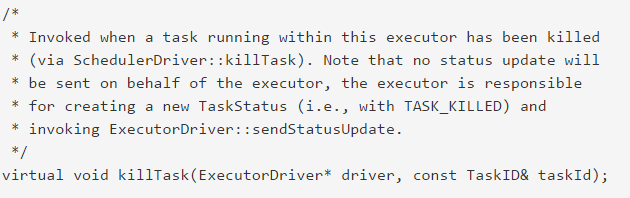 /*
 * Invoked when a task running within this executor has been killed
 * (via SchedulerDriver::killTask). Note that no status update will
 * be sent on behalf of the executor, the executor is responsible
 * for creating a new TaskStatus (i.e., with TASK_KILLED) and
 * invoking ExecutorDriver::sendStatusUpdate.
 */
virtual void killTask(ExecutorDriver* driver, const TaskID& taskId);